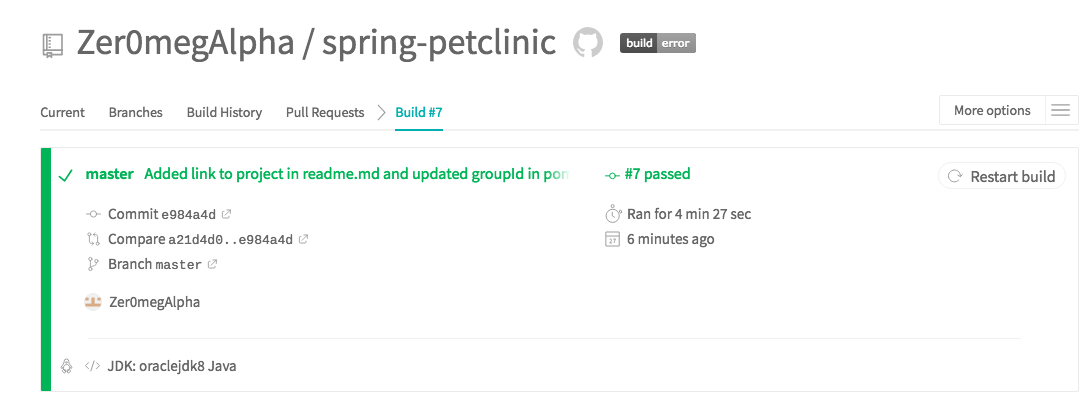 Zer0megAlpha / spring-petclinic build error
Current Branches Build History Pull Requests Build #7 More options
master Added link to project in readme.md and updated groupId in pom #7 passed Restart build
Commit e984a4d Ran for 4 min 27 sec
Compare a21d4d0..e984a4d 27 6 minutes ago
Branch master
Zer0megAlpha
</> JDK: oraclejdk8 Java